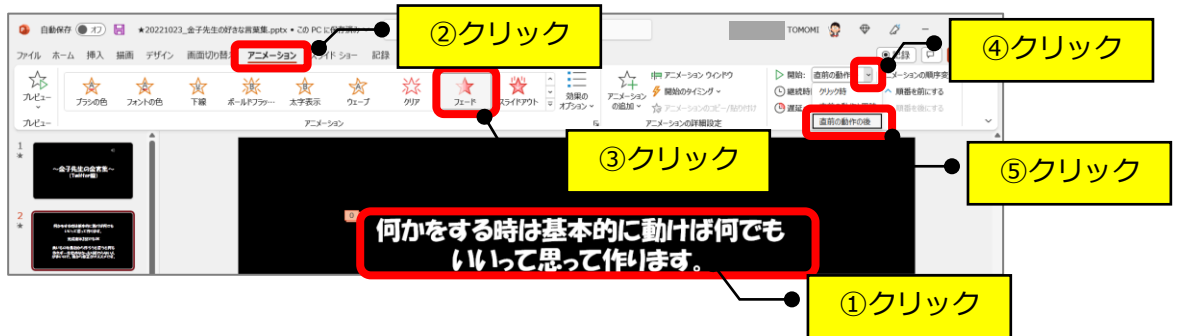 自動保存 オフ ★20221023_金子先生の好きな言葉集.pptx • この PC に保存済み
TOMOMI
②クリック
④クリック
ファイル ホーム 挿入 描画 デザイン 画面切り替え アニメーション スライド ショー 記録
記録
プレビュー
ブラシの色 フォントの色 下線 ボールドフラッシュ 太字表示 ウェーブ クリア フェード スライドアウト
効果のオプション
アニメーションの追加
アニメーション ウィンドウ
開始のタイミング
アニメーションのコピー/貼り付け
開始: 直前の動作
継続時
遅延
クリック時
直前の動作の後
アニメーションの順序変
順番を前にする
順番を後にする
プレビュー アニメーション アニメーションの詳細設定
③クリック
⑤クリック
1
~金子先生の金言集~
(Twitter編)
2
0
何かをする時は基本的に動けば何でも
いいって思って作ります。
①クリック